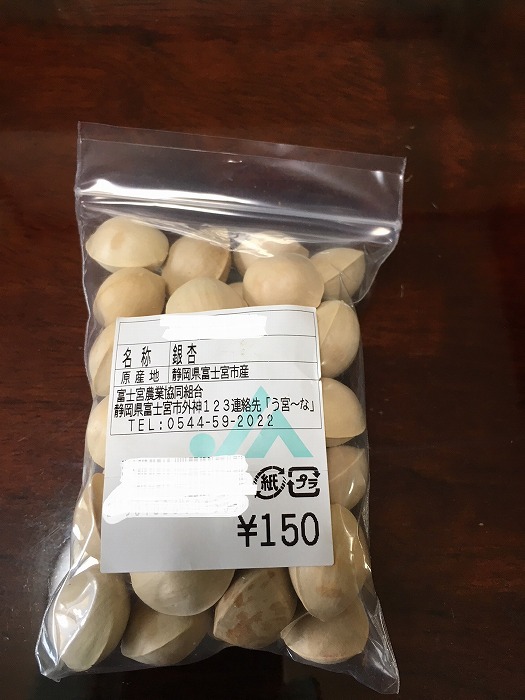 名称 銀杏
原産地 静岡県富士宮市産
富士宮農業協同組合
静岡県富士宮市外神123連絡先「う宮～な」
TEL:0544-59-2022
JA
紙 プラ
¥150